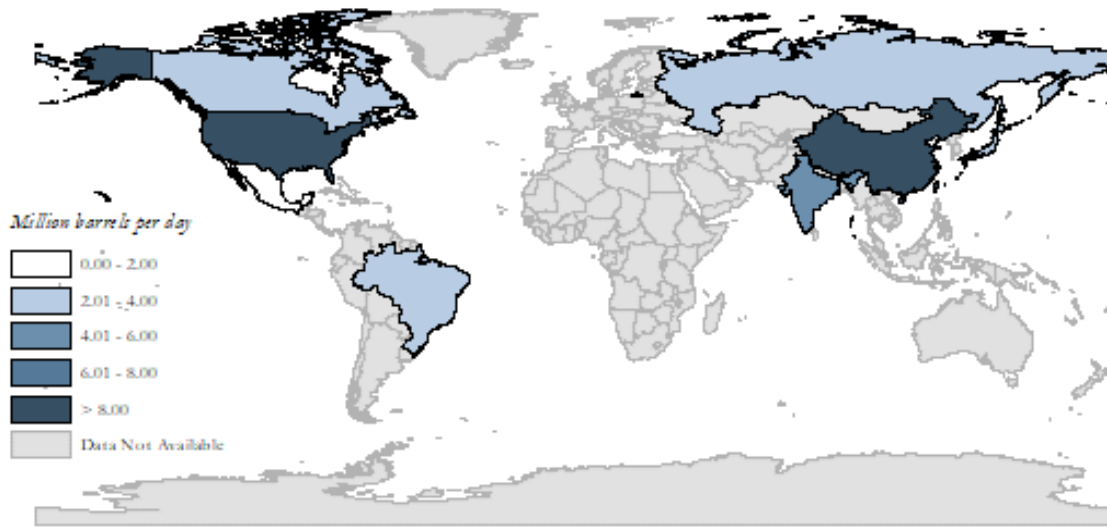 Million barrels per day
0.00 - 2.00
2.01 - 4.00
4.01 - 6.00
6.01 - 8.00
> 8.00
Data Not Available